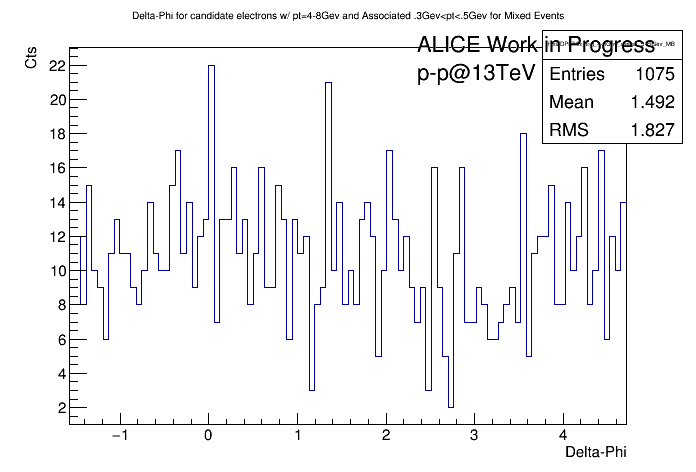 Delta-Phi for candidate electrons w/ pt=4-8Gev and Associated .3Gev<pt<.5Gev for Mixed Events
Cts
ALICE Work in Progress
p-p@13TeV
Entries 1075
Mean 1.492
RMS 1.827
22
20
18
16
14
12
10
8
6
4
2
−1 0 1 2 3 4
Delta-Phi